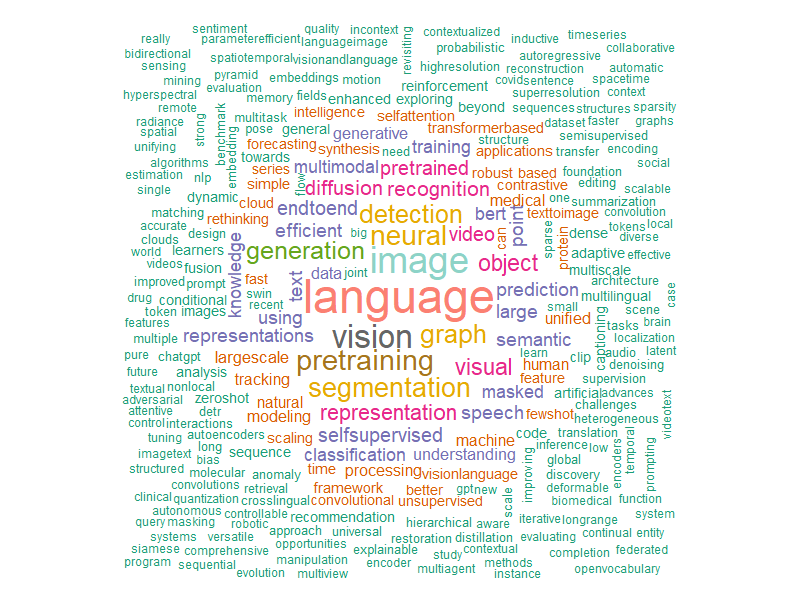 sentiment quality incontext contextualized inductive timeseries
really parameterefficient languageimage revisiting probabilistic collaborative
bidirectional spatiotemporal visionandlanguage autoregressive
sensing pyramid embeddings motion highresolution reconstruction automatic
mining evaluation reinforcement covid sentence spacetime
hyperspectral memory fields enhanced exploring superresolution context
remote strong benchmark multitask intelligence selfattention beyond sequences structures sparsity
radiance pose general generative transformerbased dataset faster graphs
spatial forecasting synthesis need training structure semisupervised
unifying embedding towards applications transfer encoding
algorithms series multimodal pretrained robust based foundation social
estimation nlp simple flow diffusion recognition contrastive editing scalable
single dynamic cloud endtoend medical one summarization
matching rethinking detection bert point texttoimage convolution
accurate design efficient big neural video can sparse protein dense tokens local
clouds knowledge diverse
world learners generation image object adaptive effective
videos fusion text data joint multiscale
improved prompt fast prediction architecture
drug conditional swin language large small multilingual case
token images recent using unified captioning scene
features vision graph tasks brain
multiple representations semantic localization
pure chatgpt largescale pretraining learn clip audio latent
future analysis visual human denoising
textual nonlocal tracking segmentation feature supervision
adversarial zeroshot natural masked artificial advances
attentive detr representation speech fewshot challenges
control interactions modeling heterogeneous videotext
tuning autoencoders scaling selfsupervised machine code translation
long inference low encoders temporal prompting
imagetext bias sequence classification understanding improving global
structured molecular anomaly time processing visionlanguage discovery
convolutions retrieval framework better gpt new scale deformable
clinical quantization crosslingual convolutional unsupervised biomedical function
autonomous controllable system
query masking robotic recommendation hierarchical aware iterative longrange
systems versatile approach universal restoration distillation evaluating continual entity
siamese comprehensive opportunities explainable study contextual completion federated
program sequential manipulation encoder methods
evolution multiview multiagent instance openvocabulary